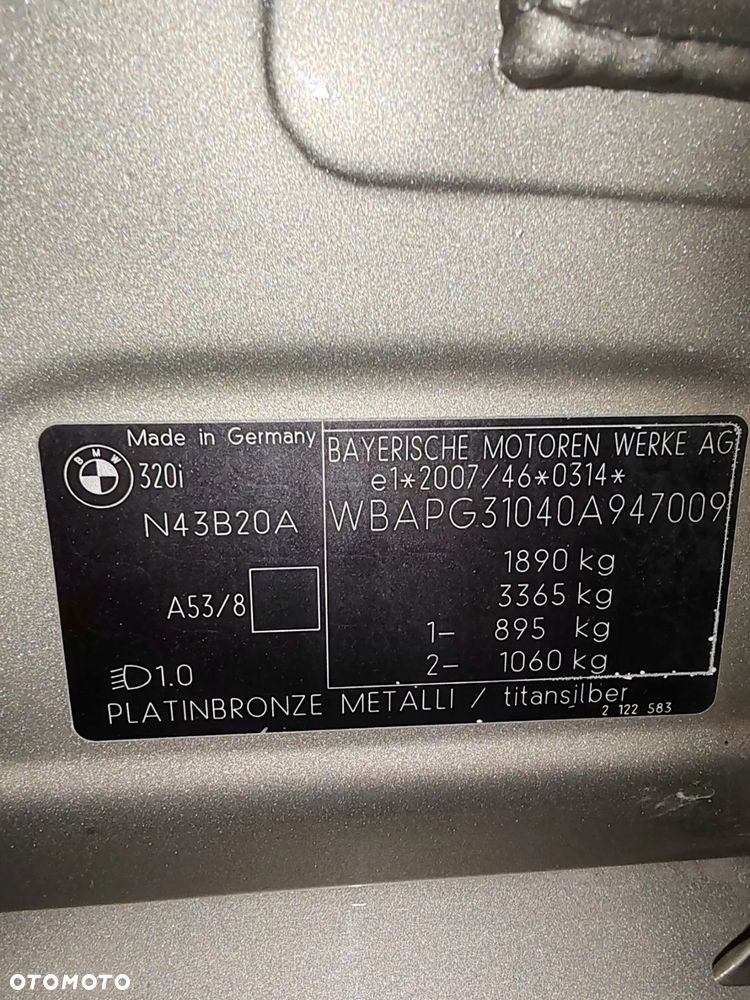 Made in Germany
BMW
320i
N43B20A
A53/8
1.0
BAYERISCHE MOTOREN WERKE AG
e1*2007/46*0314*
WBAPG31040A947009
1890 kg
3365 kg
1- 895 kg
2- 1060 kg
PLATINBRONZE METALLI / titansilber
2 122 583
OTOMOTO